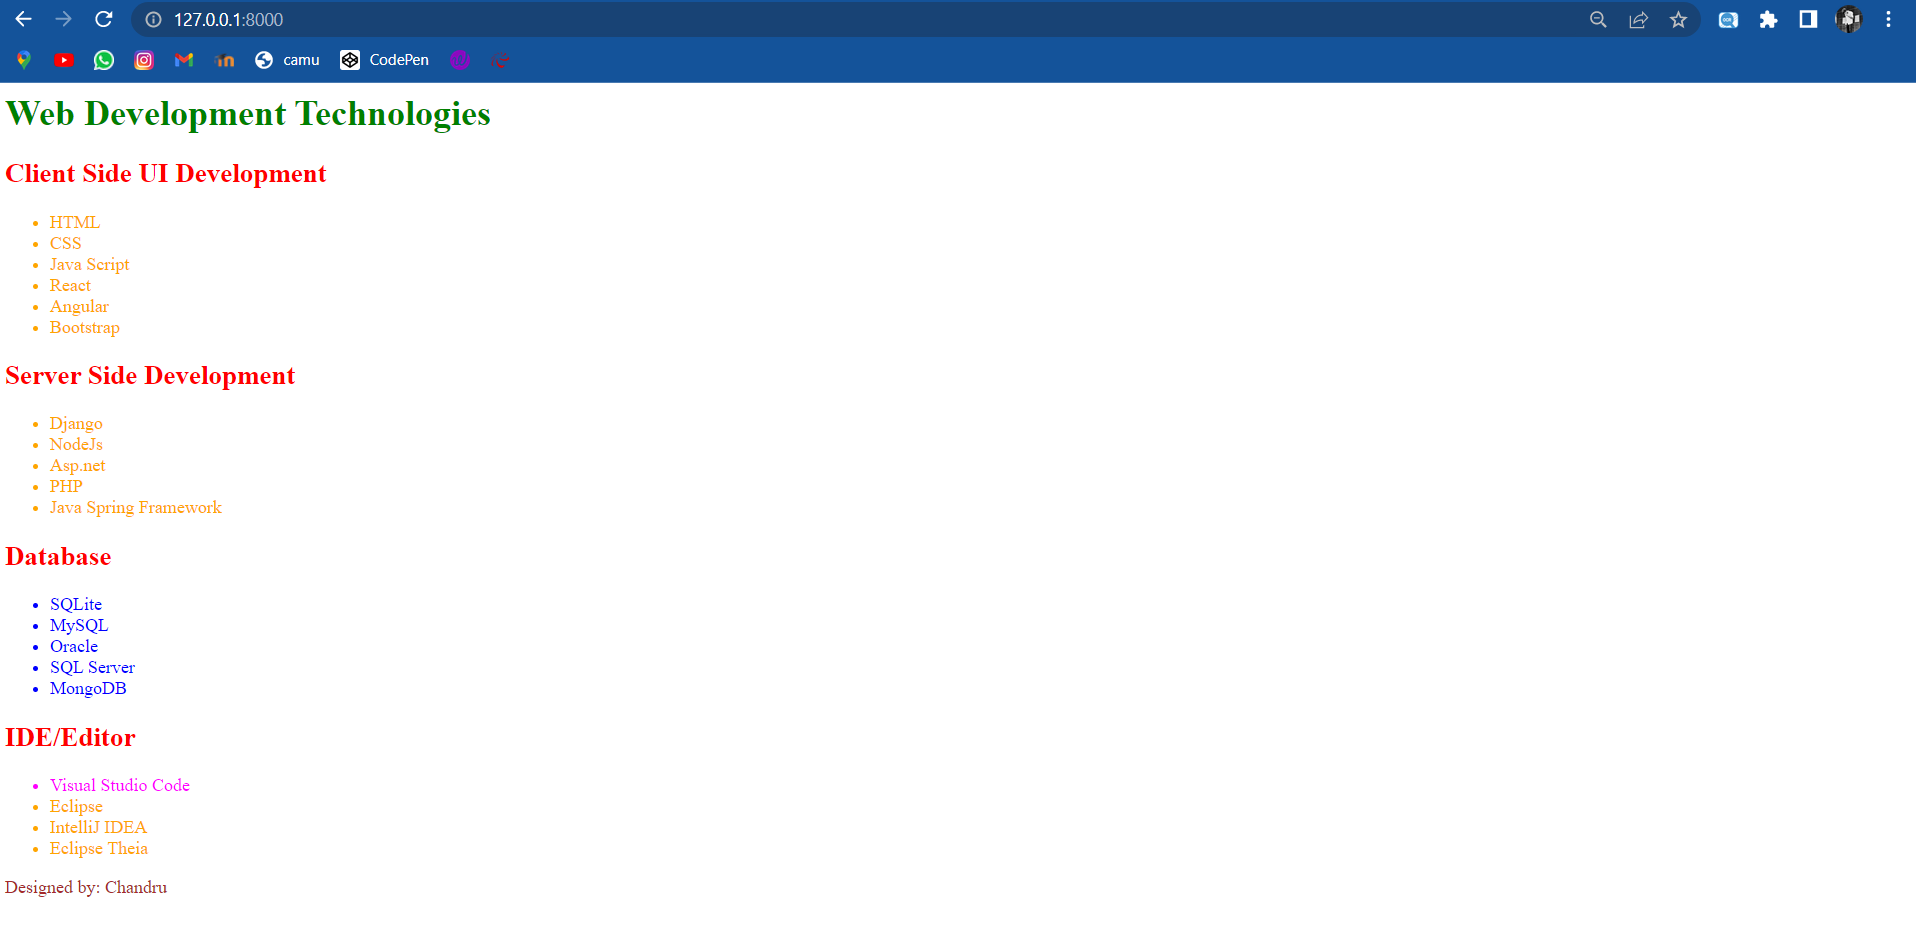 127.0.0.1:8000
camu CodePen
Web Development Technologies
Client Side UI Development
HTML
CSS
Java Script
React
Angular
Bootstrap
Server Side Development
Django
NodeJs
Asp.net
PHP
Java Spring Framework
Database
SQLite
MySQL
Oracle
SQL Server
MongoDB
IDE/Editor
Visual Studio Code
Eclipse
IntelliJ IDEA
Eclipse Theia
Designed by: Chandru